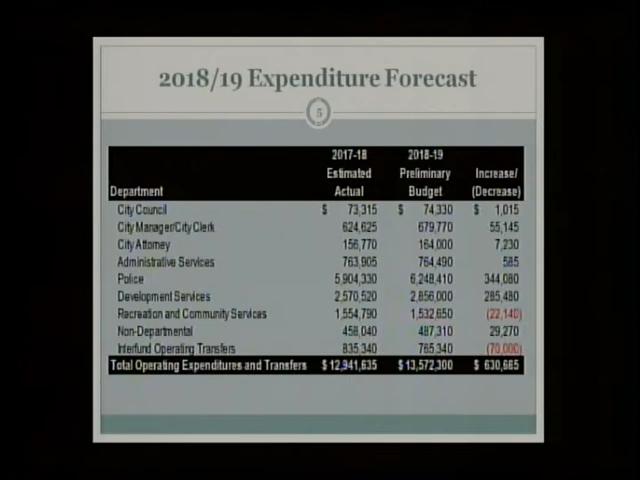 2018/19 Expenditure Forecast
5
2017-18 2018-19
Estimated Preliminary Increase/
Department Actual Budget (Decrease)
City Council $ 73,315 $ 74,330 $ 1,015
City Manager/City Clerk 624,625 679,770 55,145
City Attorney 156,770 164,000 7,230
Administrative Services 763,905 764,490 585
Police 5,904,330 6,248,410 344,080
Development Services 2,570,520 2,856,000 285,480
Recreation and Community Services 1,554,790 1,532,650 (22,140)
Non-Departmental 458,040 487,310 29,270
Interfund Operating Transfers 835,340 765,340 (70,000)
Total Operating Expenditures and Transfers $ 12,941,635 $ 13,572,300 $ 630,665